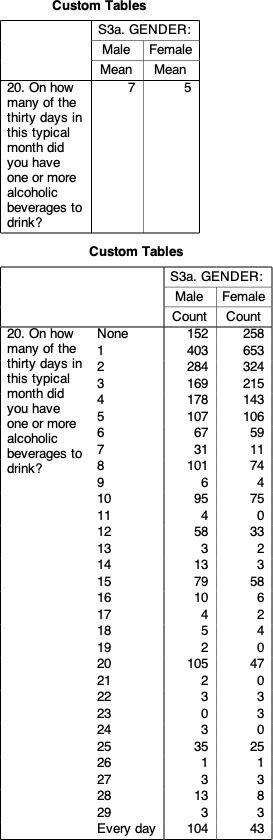 Custom Tables
S3a. GENDER:
Male Female
Mean Mean
20. On how 7 5
many of the
thirty days in
this typical
month did
you have
one or more
alcoholic
beverages to
drink?
Custom Tables
S3a. GENDER:
Male Female
Count Count
20. On how None 152 258
many of the 1 403 653
thirty days in 2 284 324
this typical 3 169 215
month did 4 178 143
you have 5 107 106
one or more 6 67 59
alcoholic 7 31 11
beverages to 8 101 74
drink? 9 6 4
10 95 75
11 4 0
12 58 33
13 3 2
14 13 3
15 79 58
16 10 6
17 4 2
18 5 4
19 2 0
20 105 47
21 2 0
22 3 3
23 0 3
24 3 0
25 35 25
26 1 1
27 3 3
28 13 8
29 3 3
Every day 104 43